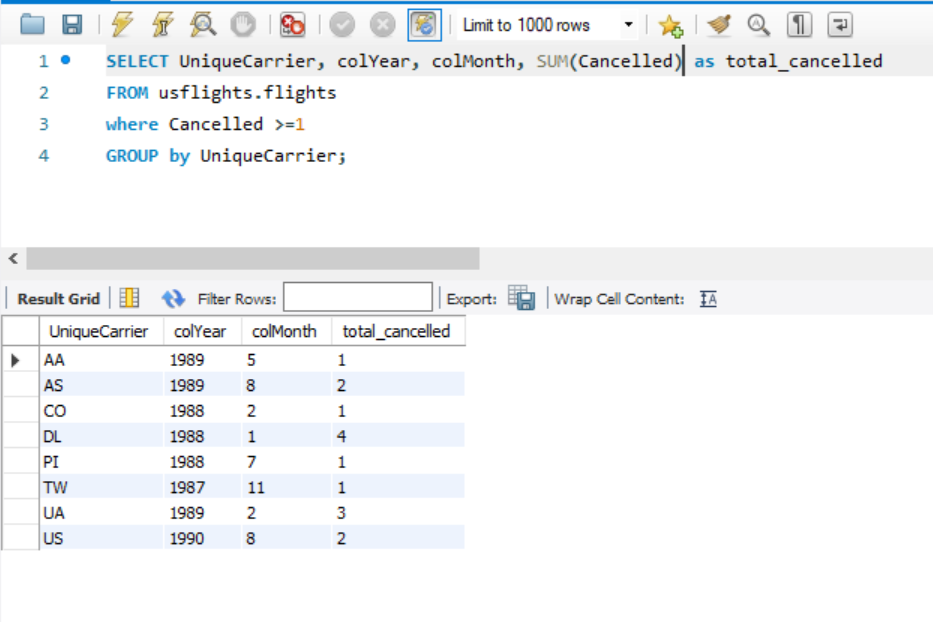 Limit to 1000 rows
1 SELECT UniqueCarrier, colYear, colMonth, SUM(Cancelled) as total_cancelled
2 FROM usflights.flights
3 where Cancelled >=1
4 GROUP by UniqueCarrier;
Result Grid Filter Rows: Export: Wrap Cell Content: IA
UniqueCarrier colYear colMonth total_cancelled
AA 1989 5 1
AS 1989 8 2
CO 1988 2 1
DL 1988 1 4
PI 1988 7 1
TW 1987 11 1
UA 1989 2 3
US 1990 8 2